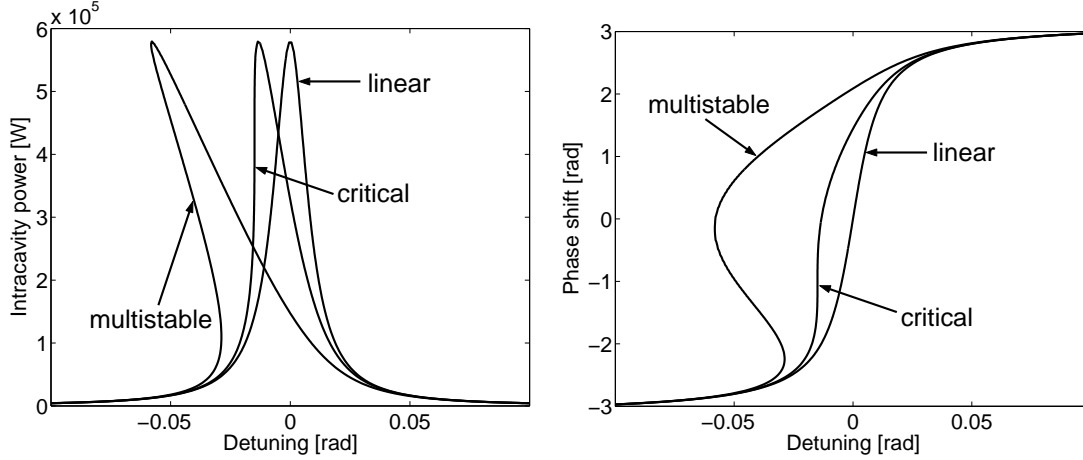 x 10⁵
6
5
4
3
2
1
0
Intracavity power [W]
linear
critical
multistable
−0.05
0
0.05
Detuning [rad]
3
2
1
0
−1
−2
−3
Phase shift [rad]
multistable
linear
critical
−0.05
0
0.05
Detuning [rad]